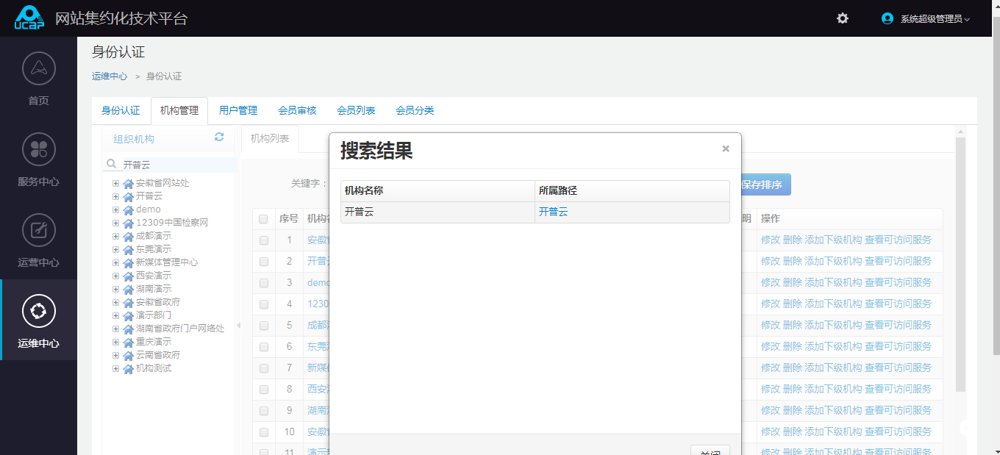 UCAP 网站集约化技术平台
系统超级管理员
首页
服务中心
运营中心
运维中心
身份认证
运维中心 > 身份认证
身份认证 机构管理 用户管理 会员审核 会员列表 会员分类
组织机构
开普云
安徽省网站处
开普云
demo
12309中国检察网
成都演示
东莞演示
新媒体管理中心
西安演示
湖南演示
安徽省政府
演示部门
湖南省政府门户网络处
重庆演示
云南省政府
机构测试
机构列表
关键字：
保存排序
序号 机构名 明 操作
1 安徽省 修改 删除 添加下级机构 查看可访问服务
2 开普 修改 删除 添加下级机构 查看可访问服务
3 demo 修改 删除 添加下级机构 查看可访问服务
4 1230 修改 删除 添加下级机构 查看可访问服务
5 成都 修改 删除 添加下级机构 查看可访问服务
6 东莞 修改 删除 添加下级机构 查看可访问服务
7 新媒 修改 删除 添加下级机构 查看可访问服务
8 西安 修改 删除 添加下级机构 查看可访问服务
9 湖南 修改 删除 添加下级机构 查看可访问服务
10 安徽 修改 删除 添加下级机构 查看可访问服务
11 演示 修改 删除 添加下级机构 查看可访问服务
搜索结果
×
机构名称 所属路径
开普云 开普云
关闭